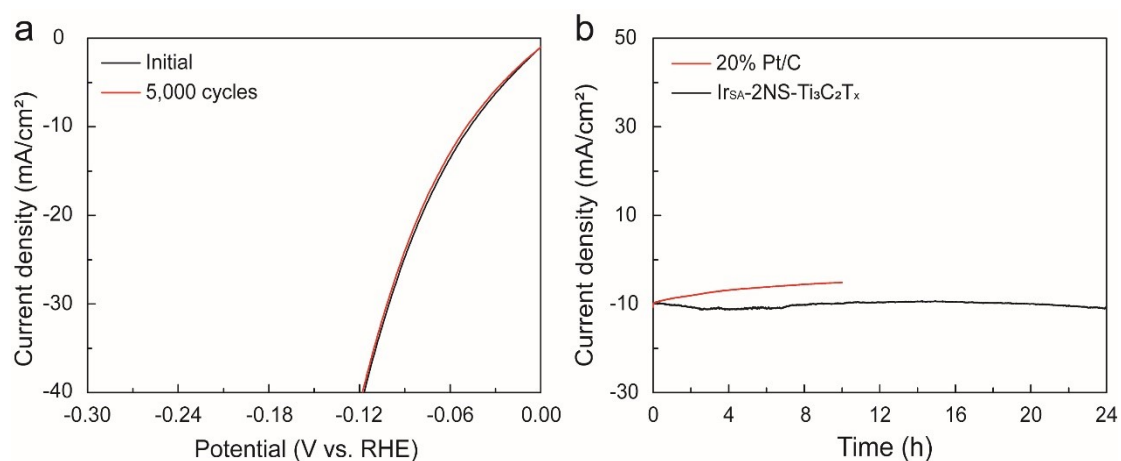 a
Initial
5,000 cycles
0
-10
-20
-30
-40
Current density (mA/cm²)
-0.30 -0.24 -0.18 -0.12 -0.06 0.00
Potential (V vs. RHE)
b
20% Pt/C
Ir_SA-2NS-Ti₃C₂Tₓ
50
30
10
-10
-30
Current density (mA/cm²)
0 4 8 12 16 20 24
Time (h)